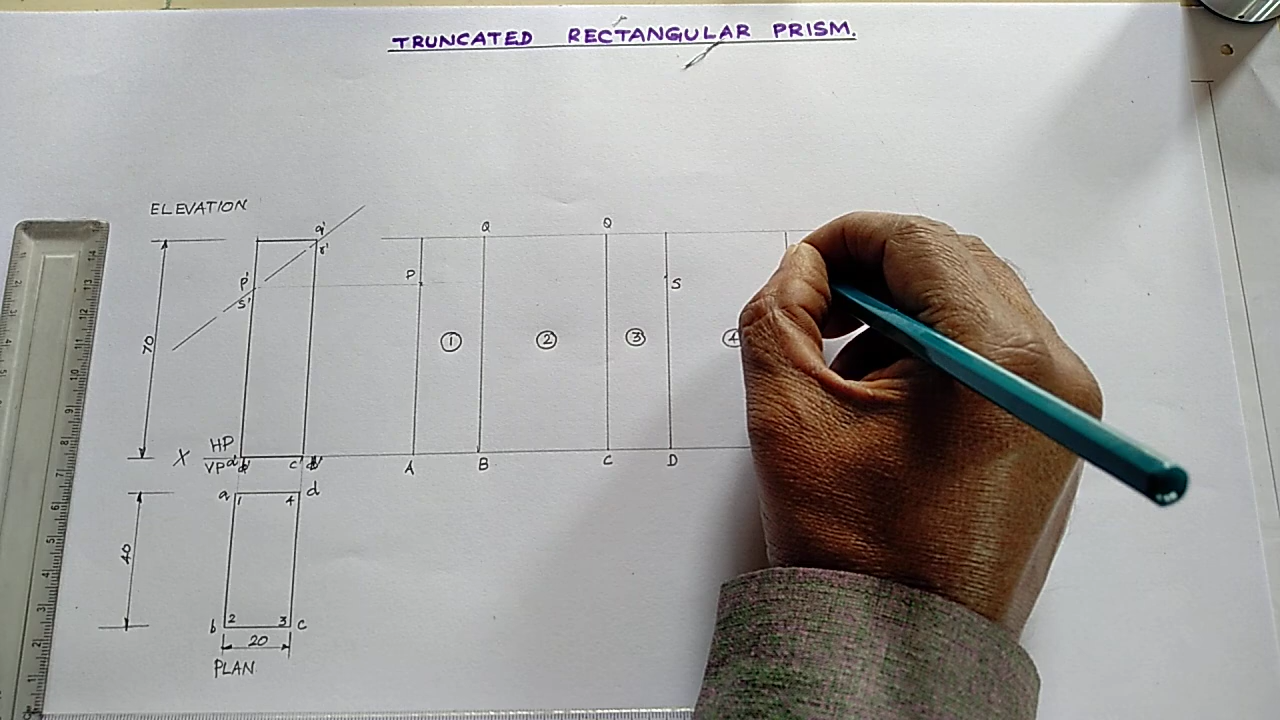 TRUNCATED RECTANGULAR PRISM.
ELEVATION
q'
r'
Q
Q
P'
S'
P
S
70
1
2
3
4
X
HP
VP
a'
c'
A
B
C
D
a
1
4
d
40
b
2
3
c
20
PLAN